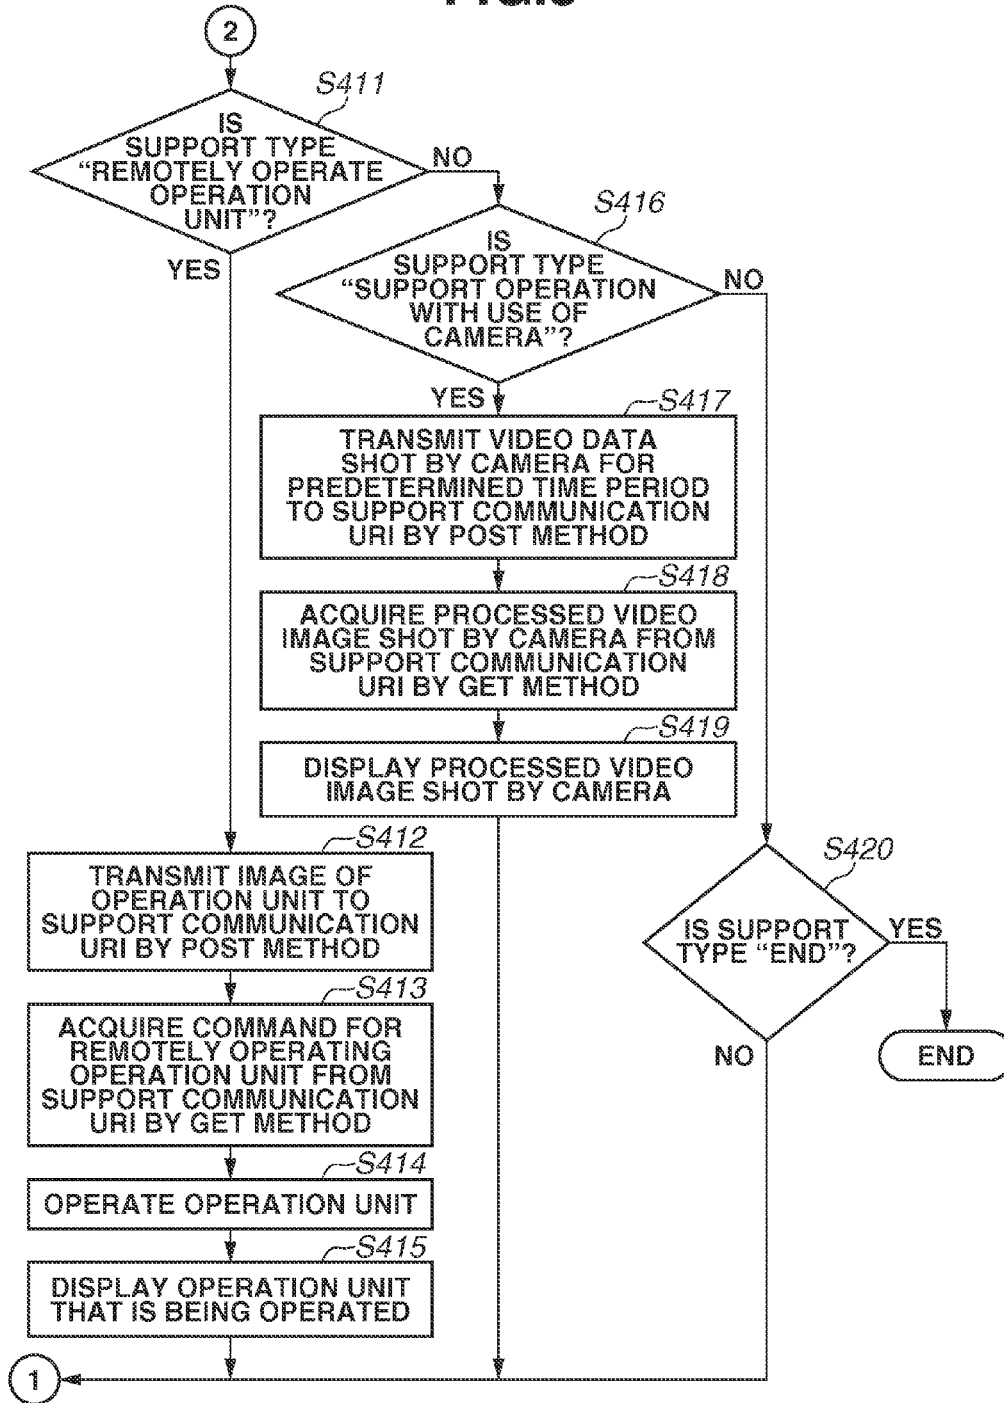 2
S411
IS
SUPPORT TYPE
“REMOTELY OPERATE
OPERATION
UNIT”?
NO
YES
S416
IS
SUPPORT TYPE
“SUPPORT OPERATION
WITH USE OF
CAMERA”?
NO
YES
S417
TRANSMIT VIDEO DATA
SHOT BY CAMERA FOR
PREDETERMINED TIME PERIOD
TO SUPPORT COMMUNICATION
URI BY POST METHOD
S418
ACQUIRE PROCESSED VIDEO
IMAGE SHOT BY CAMERA FROM
SUPPORT COMMUNICATION
URI BY GET METHOD
S419
DISPLAY PROCESSED VIDEO
IMAGE SHOT BY CAMERA
S412
TRANSMIT IMAGE OF
OPERATION UNIT TO
SUPPORT COMMUNICATION
URI BY POST METHOD
S413
ACQUIRE COMMAND FOR
REMOTELY OPERATING
OPERATION UNIT FROM
SUPPORT COMMUNICATION
URI BY GET METHOD
S414
OPERATE OPERATION UNIT
S415
DISPLAY OPERATION UNIT
THAT IS BEING OPERATED
S420
IS SUPPORT
TYPE “END”?
YES
NO
END
1